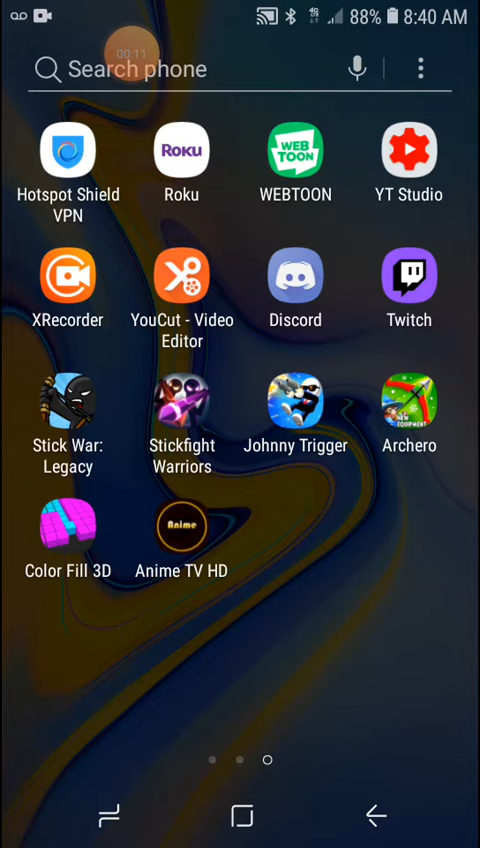 88% 8:40 AM
00:11
Search phone
WEB
TOON
ROKU
Hotspot Shield
VPN
Roku
WEBTOON
YT Studio
XRecorder
YouCut - Video
Editor
Discord
Twitch
NEW
EQUIPMENT
Stick War:
Legacy
Stickfight
Warriors
Johnny Trigger
Archero
Anime
Color Fill 3D
Anime TV HD